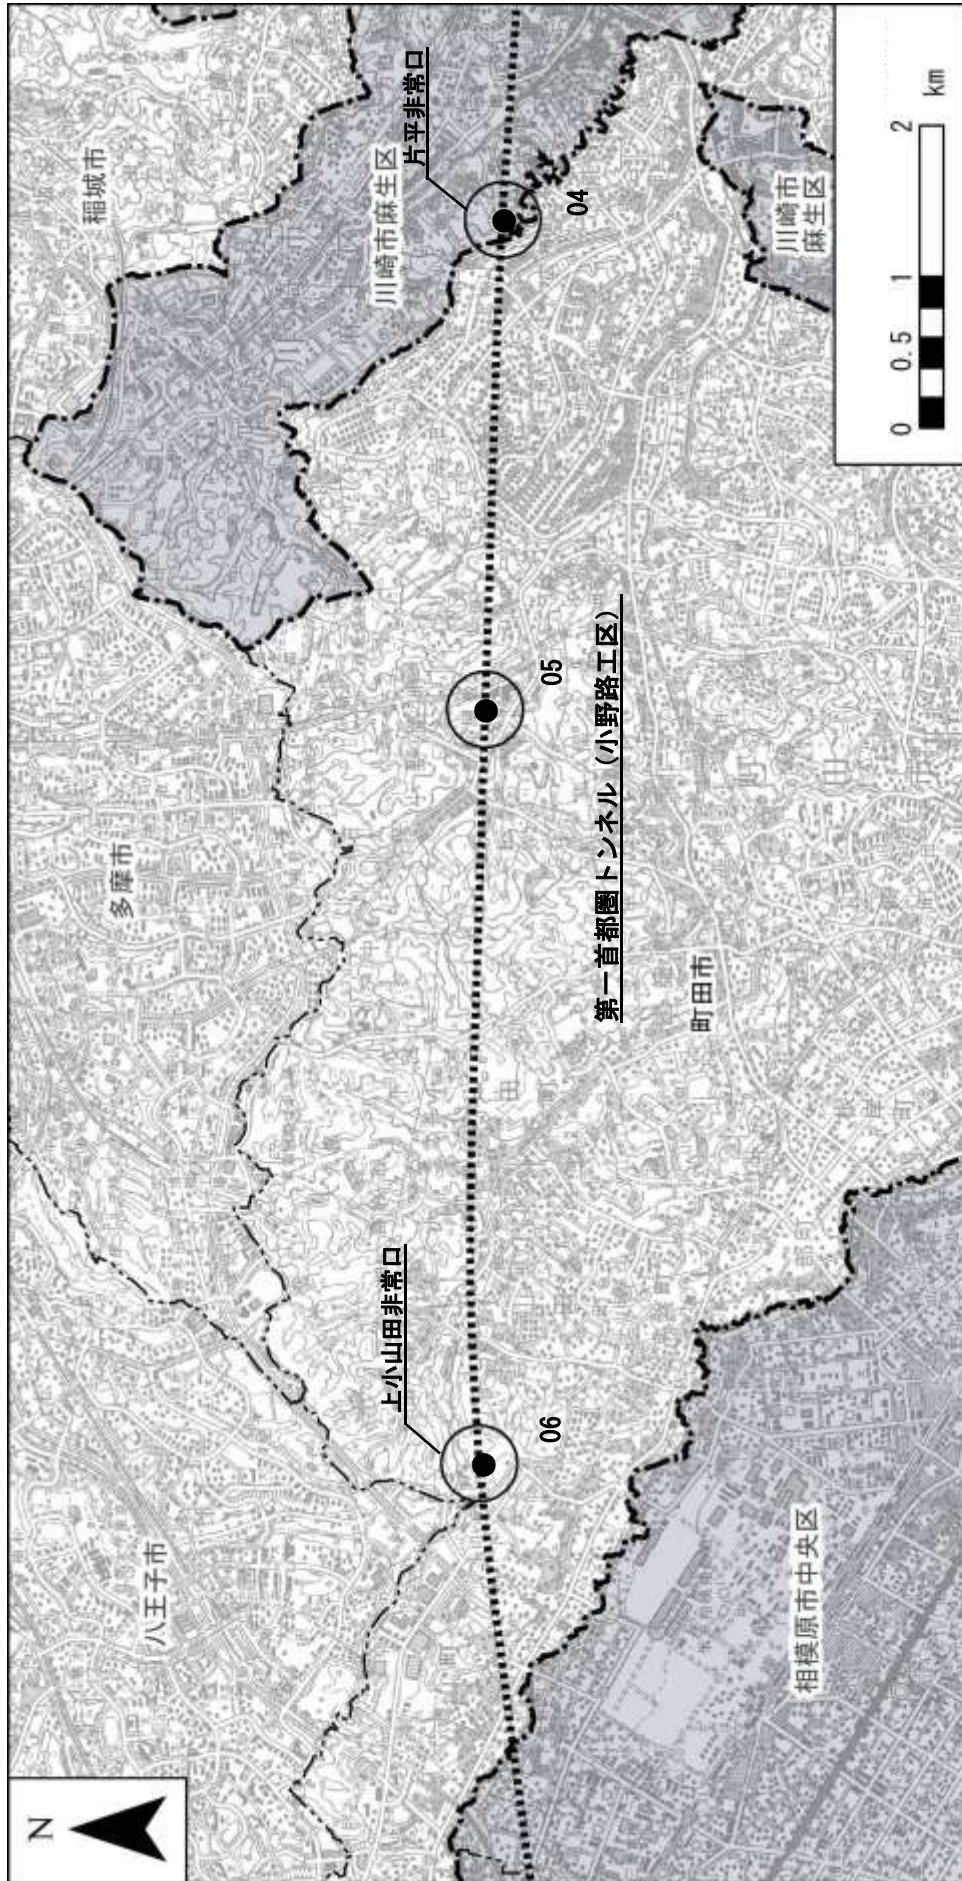 N
八王子市
多摩市
稲城市
川崎市麻生区
片平非常口
04
上小山田非常口
06
05
第一首都圏トンネル（小野路工区）
町田市
相模原市中央区
川崎市
麻生区
0 0.5 1 2
km